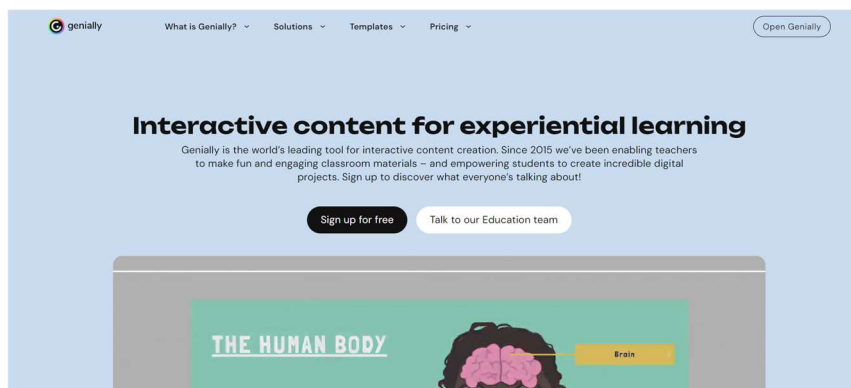 genially
What is Genially?
Solutions
Templates
Pricing
Open Genially
Interactive content for experiential learning
Genially is the world's leading tool for interactive content creation. Since 2015 we've been enabling teachers
to make fun and engaging classroom materials – and empowering students to create incredible digital
projects. Sign up to discover what everyone's talking about!
Sign up for free
Talk to our Education team
THE HUMAN BODY
Brain